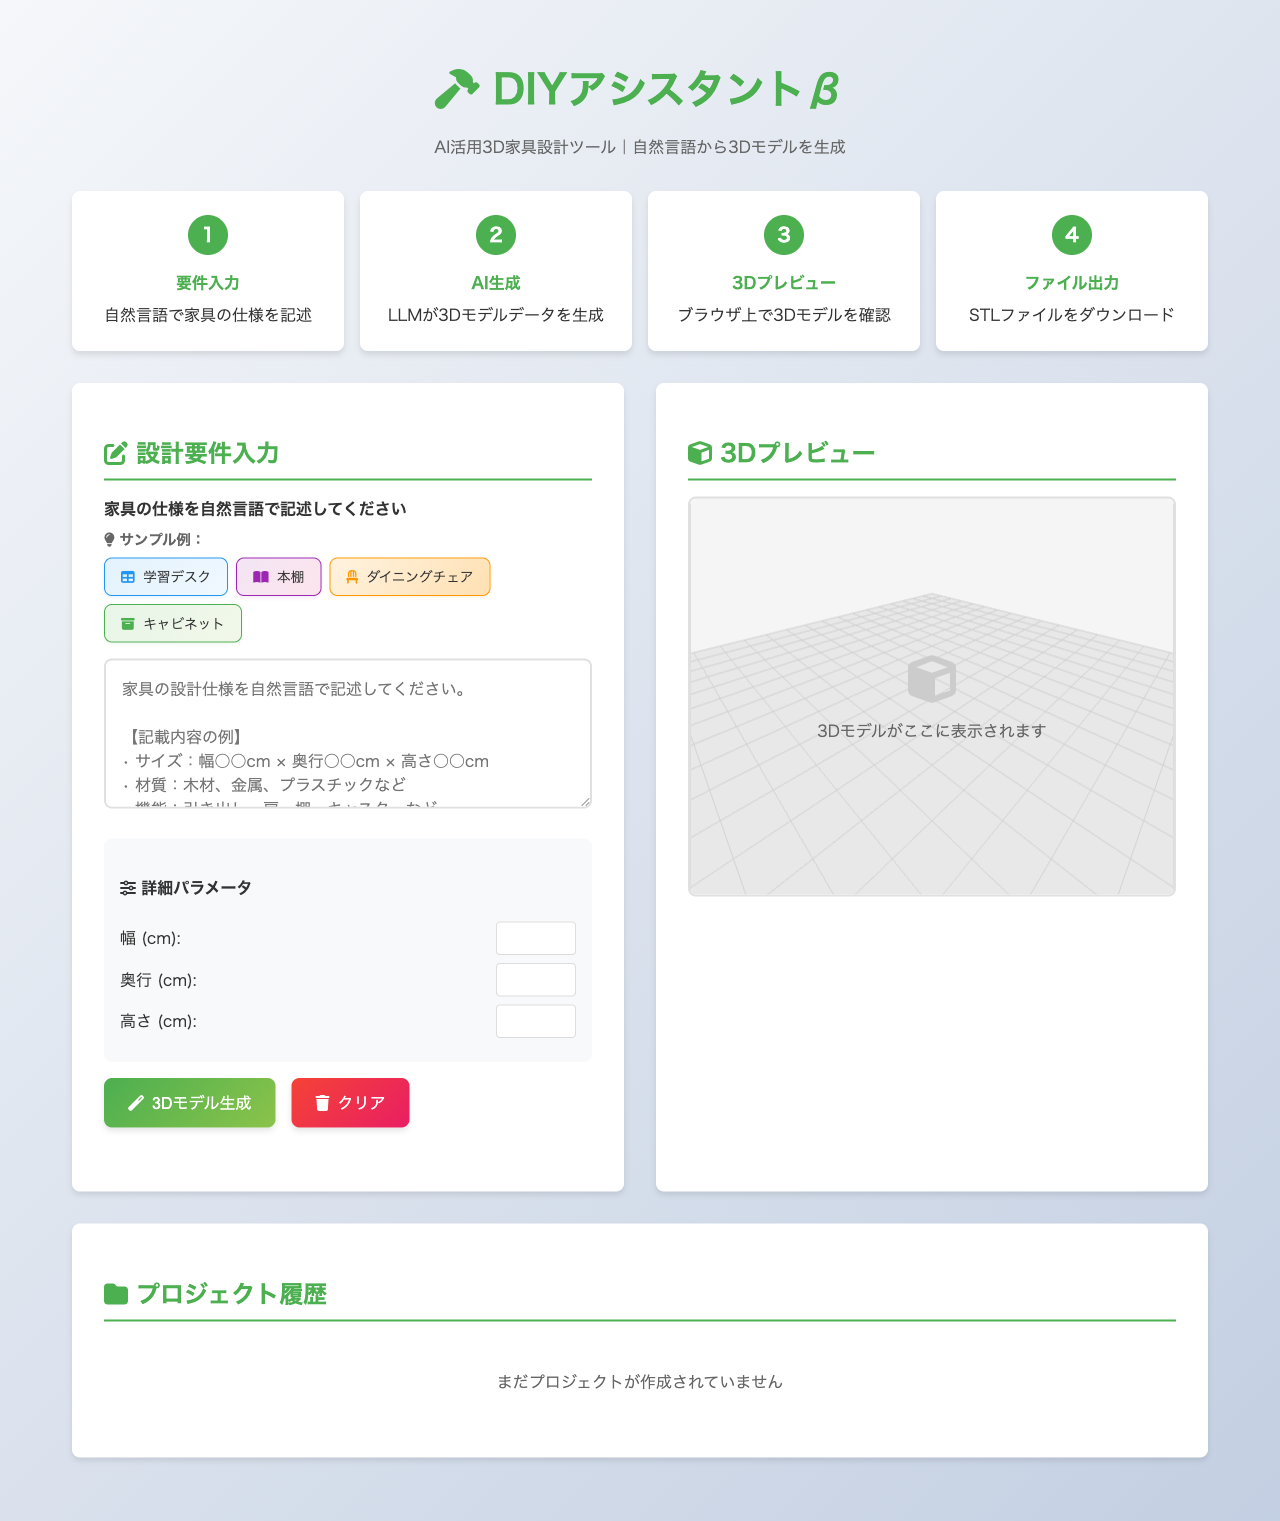 DIYアシスタントβ
AI活用3D家具設計ツール｜自然言語から3Dモデルを生成
1
要件入力
自然言語で家具の仕様を記述
2
AI生成
LLMが3Dモデルデータを生成
3
3Dプレビュー
ブラウザ上で3Dモデルを確認
4
ファイル出力
STLファイルをダウンロード
設計要件入力
家具の仕様を自然言語で記述してください
サンプル例：
学習デスク
本棚
ダイニングチェア
キャビネット
家具の設計仕様を自然言語で記述してください。
【記載内容の例】
・サイズ：幅〇〇cm × 奥行〇〇cm × 高さ〇〇cm
・材質：木材、金属、プラスチックなど
・機能：引き出し、扉、棚、キャスターなど
詳細パラメータ
幅 (cm):
奥行 (cm):
高さ (cm):
3Dモデル生成
クリア
3Dプレビュー
3Dモデルがここに表示されます
プロジェクト履歴
まだプロジェクトが作成されていません